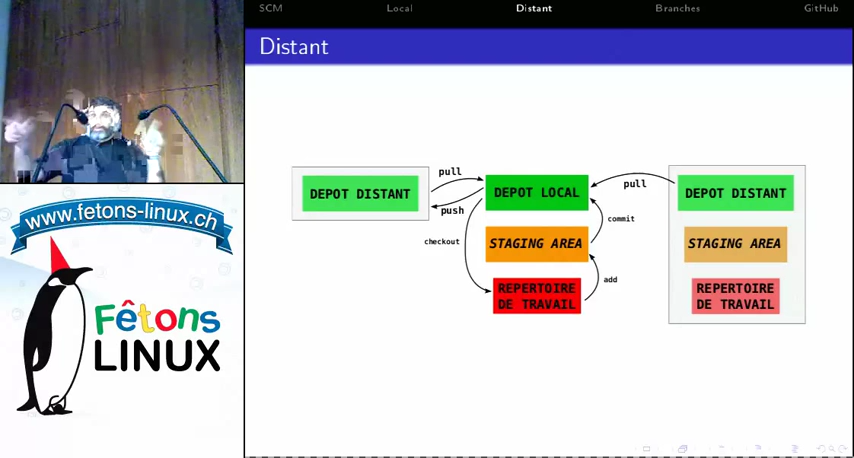 SCM Local Distant Branches GitHub
Distant
www.fetons-linux.ch
Fêtons
LINUX
DEPOT DISTANT
pull
push
DEPOT LOCAL
STAGING AREA
REPERTOIRE
DE TRAVAIL
checkout
commit
add
pull
DEPOT DISTANT
STAGING AREA
REPERTOIRE
DE TRAVAIL